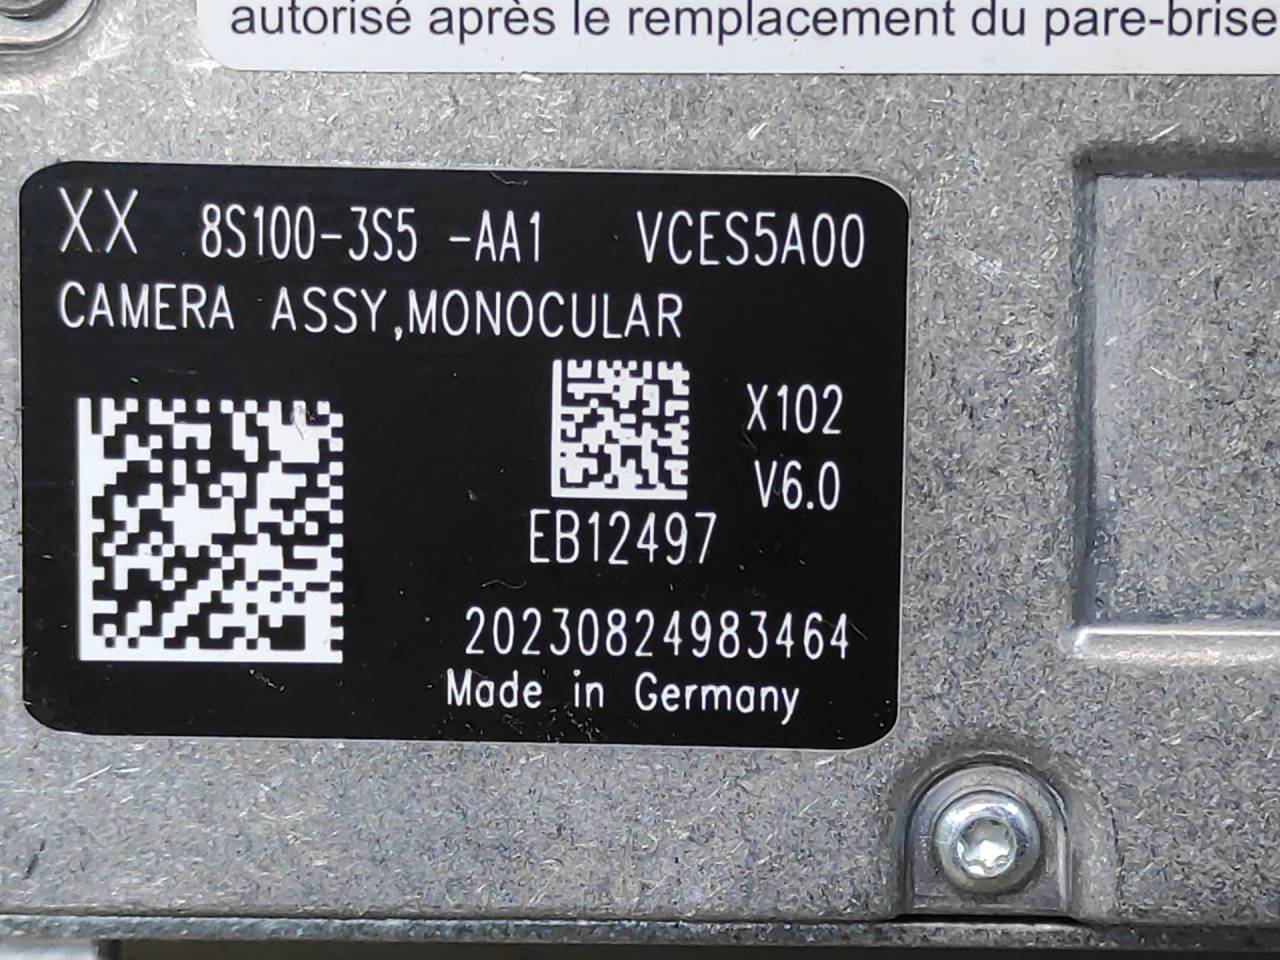 autorisé après le remplacement du pare-brise
XX 8S100-3S5 -AA1 VCES5A00
CAMERA ASSY,MONOCULAR
X102
V6.0
EB12497
20230824983464
Made in Germany